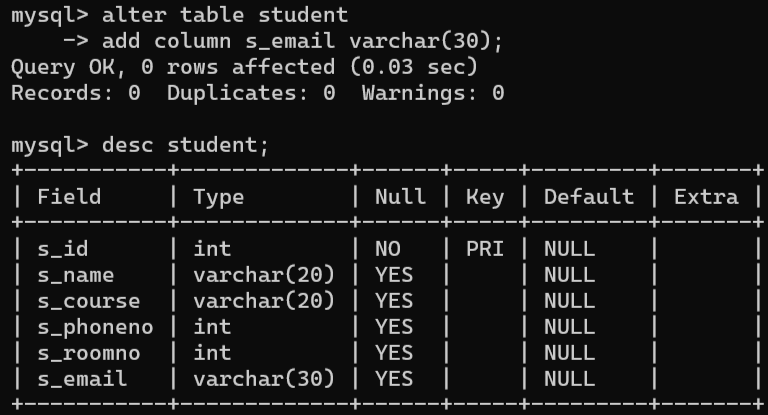 mysql> alter table student
    -> add column s_email varchar(30);
Query OK, 0 rows affected (0.03 sec)
Records: 0  Duplicates: 0  Warnings: 0

mysql> desc student;
+-----------+-------------+------+-----+---------+-------+
| Field     | Type        | Null | Key | Default | Extra |
+-----------+-------------+------+-----+---------+-------+
| s_id      | int         | NO   | PRI | NULL    |       |
| s_name    | varchar(20) | YES  |     | NULL    |       |
| s_course  | varchar(20) | YES  |     | NULL    |       |
| s_phoneno | int         | YES  |     | NULL    |       |
| s_roomno  | int         | YES  |     | NULL    |       |
| s_email   | varchar(30) | YES  |     | NULL    |       |
+-----------+-------------+------+-----+---------+-------+